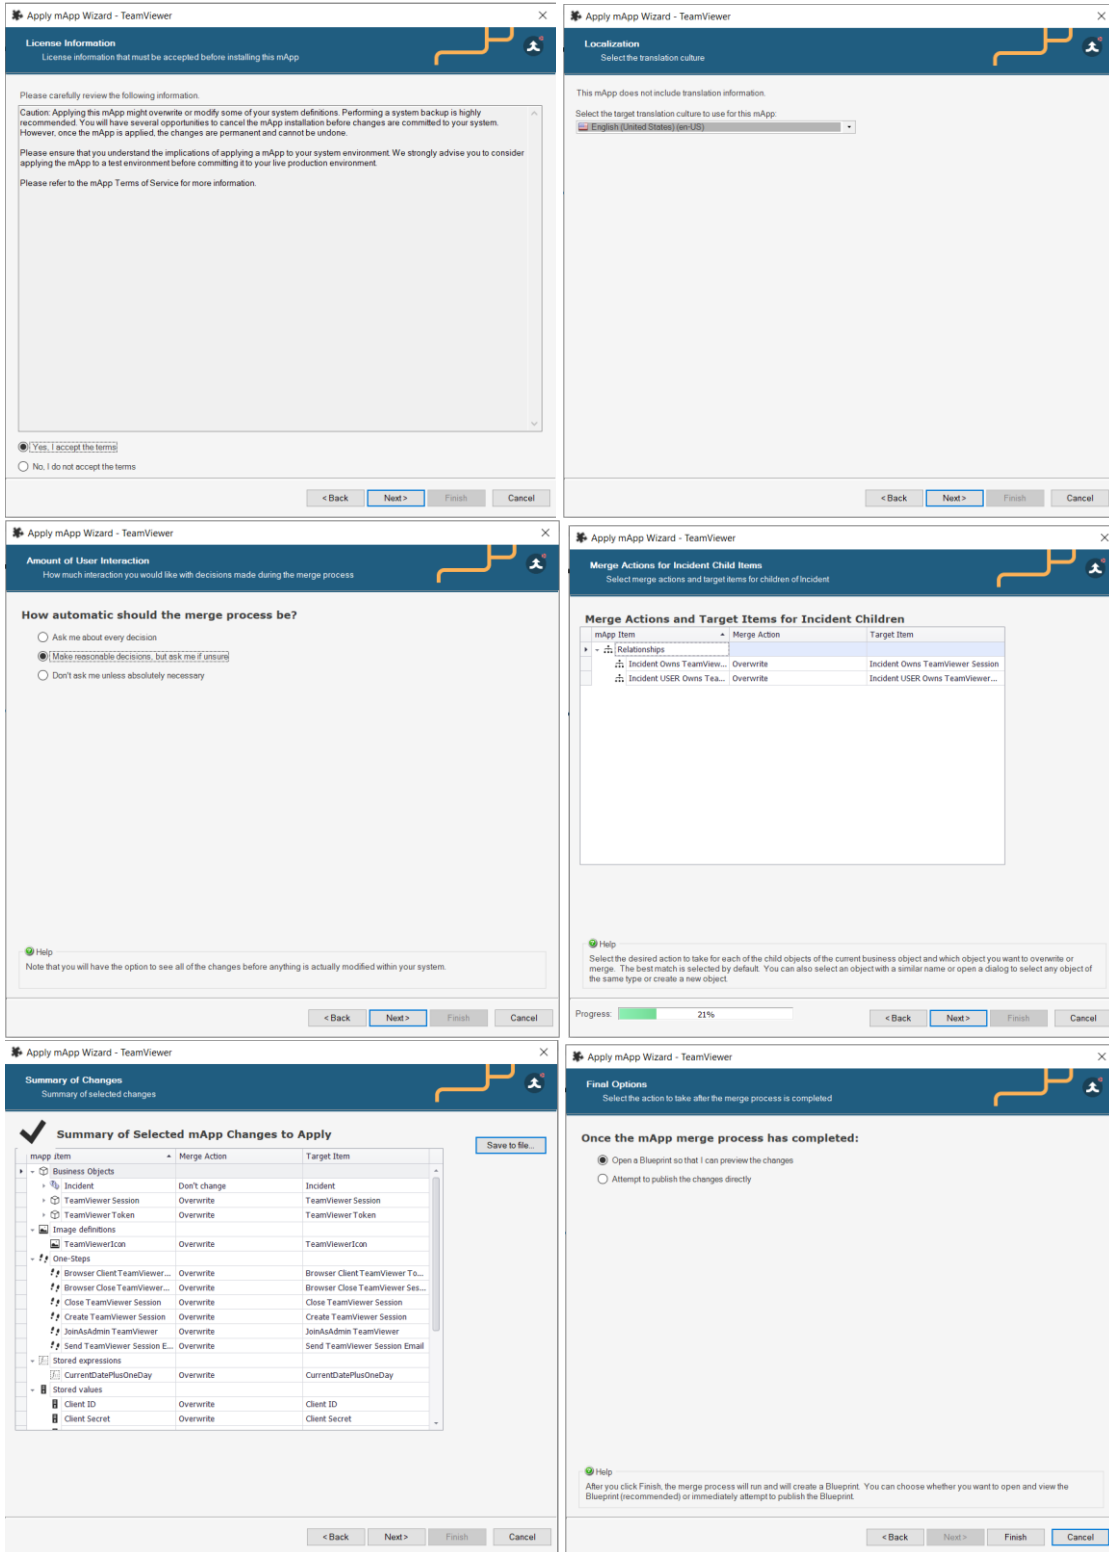 Apply mApp Wizard - TeamViewer
License Information
License information that must be accepted before installing this mApp
Please carefully review the following information.
Caution: Applying this mApp might overwrite or modify some of your system definitions. Performing a system backup is highly
recommended. You will have several opportunities to cancel the mApp installation before changes are committed to your system.
However, once the mApp is applied, the changes are permanent and cannot be undone.
Please ensure that you understand the implications of applying a mApp to your system environment. We strongly advise you to consider
applying the mApp to a test environment before committing it to your live production environment.
Please refer to the mApp Terms of Service for more information.
Yes, I accept the terms
No, I do not accept the terms
< Back Next > Finish Cancel
Apply mApp Wizard - TeamViewer
Localization
Select the translation culture
This mApp does not include translation information.
Select the target translation culture to use for this mApp:
English (United States) (en-US)
< Back Next > Finish Cancel
Apply mApp Wizard - TeamViewer
Amount of User Interaction
How much interaction you would like with decisions made during the merge process
How automatic should the merge process be?
Ask me about every decision
Make reasonable decisions, but ask me if unsure
Don't ask me unless absolutely necessary
Help
Note that you will have the option to see all of the changes before anything is actually modified within your system.
< Back Next > Finish Cancel
Apply mApp Wizard - TeamViewer
Merge Actions for Incident Child Items
Select merge actions and target items for children of Incident
Merge Actions and Target Items for Incident Children
mApp Item Merge Action Target Item
Relationships
Incident Owns TeamView... Overwrite Incident Owns TeamViewer Session
Incident USER Owns Tea... Overwrite Incident USER Owns TeamViewer...
Help
Select the desired action to take for each of the child objects of the current business object and which object you want to overwrite or
merge. The best match is selected by default. You can also select an object with a similar name or open a dialog to select any object of
the same type or create a new object.
Progress: 21%
< Back Next > Finish Cancel
Apply mApp Wizard - TeamViewer
Summary of Changes
Summary of selected changes
Summary of Selected mApp Changes to Apply
Save to file...
mApp Item Merge Action Target Item
Business Objects
Incident Don't change Incident
TeamViewer Session Overwrite TeamViewer Session
TeamViewer Token Overwrite TeamViewer Token
Image definitions
TeamViewerIcon Overwrite TeamViewerIcon
One-Steps
Browser Client TeamViewer... Overwrite Browser Client TeamViewer To...
Browser Close TeamViewer... Overwrite Browser Close TeamViewer Ses...
Close TeamViewer Session Overwrite Close TeamViewer Session
Create TeamViewer Session Overwrite Create TeamViewer Session
JoinAsAdmin TeamViewer Overwrite JoinAsAdmin TeamViewer
Send TeamViewer Session E... Overwrite Send TeamViewer Session Email
Stored expressions
CurrentDatePlusOneDay Overwrite CurrentDatePlusOneDay
Stored values
Client ID Overwrite Client ID
Client Secret Overwrite Client Secret
< Back Next > Finish Cancel
Apply mApp Wizard - TeamViewer
Final Options
Select the action to take after the merge process is completed
Once the mApp merge process has completed:
Open a Blueprint so that I can preview the changes
Attempt to publish the changes directly
Help
After you click Finish, the merge process will run and will create a Blueprint. You can choose whether you want to open and view the
Blueprint (recommended) or immediately attempt to publish the Blueprint.
< Back Next > Finish Cancel